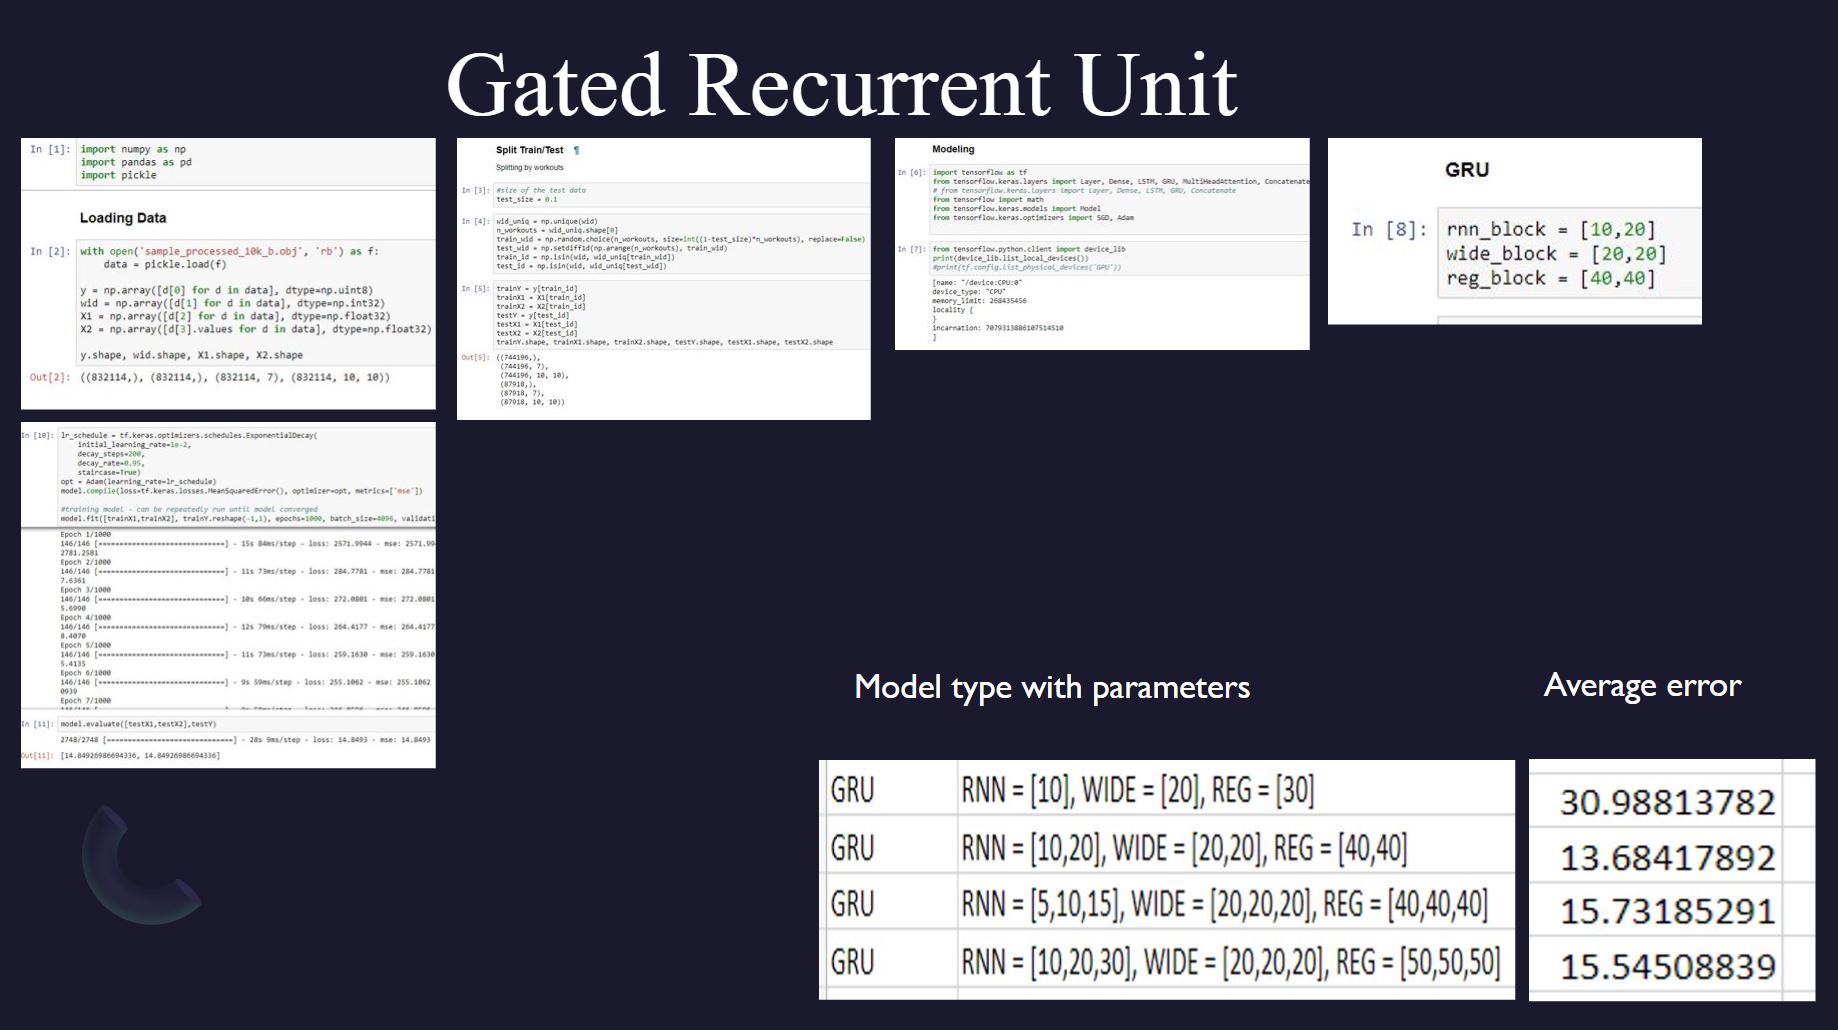 Gated Recurrent Unit
In [1]: import numpy as np
import pandas as pd
import pickle
Loading Data
In [2]: with open('sample_processed_10k_b.obj', 'rb') as f:
data = pickle.load(f)
y = np.array([d[0] for d in data], dtype=np.uint8)
wid = np.array([d[1] for d in data], dtype=np.int32)
X1 = np.array([d[2] for d in data], dtype=np.float32)
X2 = np.array([d[3].values for d in data], dtype=np.float32)
y.shape, wid.shape, X1.shape, X2.shape
Out[2]: ((832114,), (832114,), (832114, 7), (832114, 10, 10))
Split Train/Test ¶
Splitting by workouts
In [3]: #size of the test data
test_size = 0.1
In [4]: wid_uniq = np.unique(wid)
n_workouts = wid_uniq.shape[0]
train_wid = np.random.choice(n_workouts, size=int((1-test_size)*n_workouts), replace=False)
test_wid = np.setdiff1d(np.arange(n_workouts), train_wid)
train_id = np.isin(wid, wid_uniq[train_wid])
test_id = np.isin(wid, wid_uniq[test_wid])
In [5]: trainY = y[train_id]
trainX1 = X1[train_id]
trainX2 = X2[train_id]
testY = y[test_id]
testX1 = X1[test_id]
testX2 = X2[test_id]
trainY.shape, trainX1.shape, trainX2.shape, testY.shape, testX1.shape, testX2.shape
Out[5]: ((744196,),
(744196, 7),
(744196, 10, 10),
(87918,),
(87918, 7),
(87918, 10, 10))
Modeling
In [6]: import tensorflow as tf
from tensorflow.keras.layers import Layer, Dense, LSTM, GRU, MultiHeadAttention, Concatenate
# from tensorflow.keras.layers import Layer, Dense, LSTM, GRU, Concatenate
from tensorflow import math
from tensorflow.keras.models import Model
from tensorflow.keras.optimizers import SGD, Adam
In [7]: from tensorflow.python.client import device_lib
print(device_lib.list_local_devices())
#print(tf.config.list_physical_devices('GPU'))
[name: "/device:CPU:0"
device_type: "CPU"
memory_limit: 268435456
locality {
}
incarnation: 7079313886107514510
]
GRU
In [8]: rnn_block = [10,20]
wide_block = [20,20]
reg_block = [40,40]
In [10]: lr_schedule = tf.keras.optimizers.schedules.ExponentialDecay(
initial_learning_rate=1e-2,
decay_steps=200,
decay_rate=0.95,
staircase=True)
opt = Adam(learning_rate=lr_schedule)
model.compile(loss=tf.keras.losses.MeanSquaredError(), optimizer=opt, metrics=['mse'])
#training model - can be repeatedly run until model converged
model.fit([trainX1,trainX2], trainY.reshape(-1,1), epochs=1000, batch_size=4096, validati
Epoch 1/1000
146/146 [==============================] - 15s 84ms/step - loss: 2571.9944 - mse: 2571.99
2781.2581
Epoch 2/1000
146/146 [==============================] - 11s 73ms/step - loss: 284.7781 - mse: 284.7781
7.6361
Epoch 3/1000
146/146 [==============================] - 10s 66ms/step - loss: 272.0801 - mse: 272.0801
5.6990
Epoch 4/1000
146/146 [==============================] - 12s 79ms/step - loss: 264.4177 - mse: 264.4177
8.4070
Epoch 5/1000
146/146 [==============================] - 11s 73ms/step - loss: 259.1630 - mse: 259.1630
5.4135
Epoch 6/1000
146/146 [==============================] - 9s 59ms/step - loss: 255.1062 - mse: 255.1062
0939
Epoch 7/1000
In [11]: model.evaluate([testX1,testX2],testY)
2748/2748 [==============================] - 28s 9ms/step - loss: 14.8493 - mse: 14.8493
Out[11]: [14.84926986694336, 14.84926986694336]
Model type with parameters Average error
GRU RNN = [10], WIDE = [20], REG = [30] 30.98813782
GRU RNN = [10,20], WIDE = [20,20], REG = [40,40] 13.68417892
GRU RNN = [5,10,15], WIDE = [20,20,20], REG = [40,40,40] 15.73185291
GRU RNN = [10,20,30], WIDE = [20,20,20], REG = [50,50,50] 15.54508839